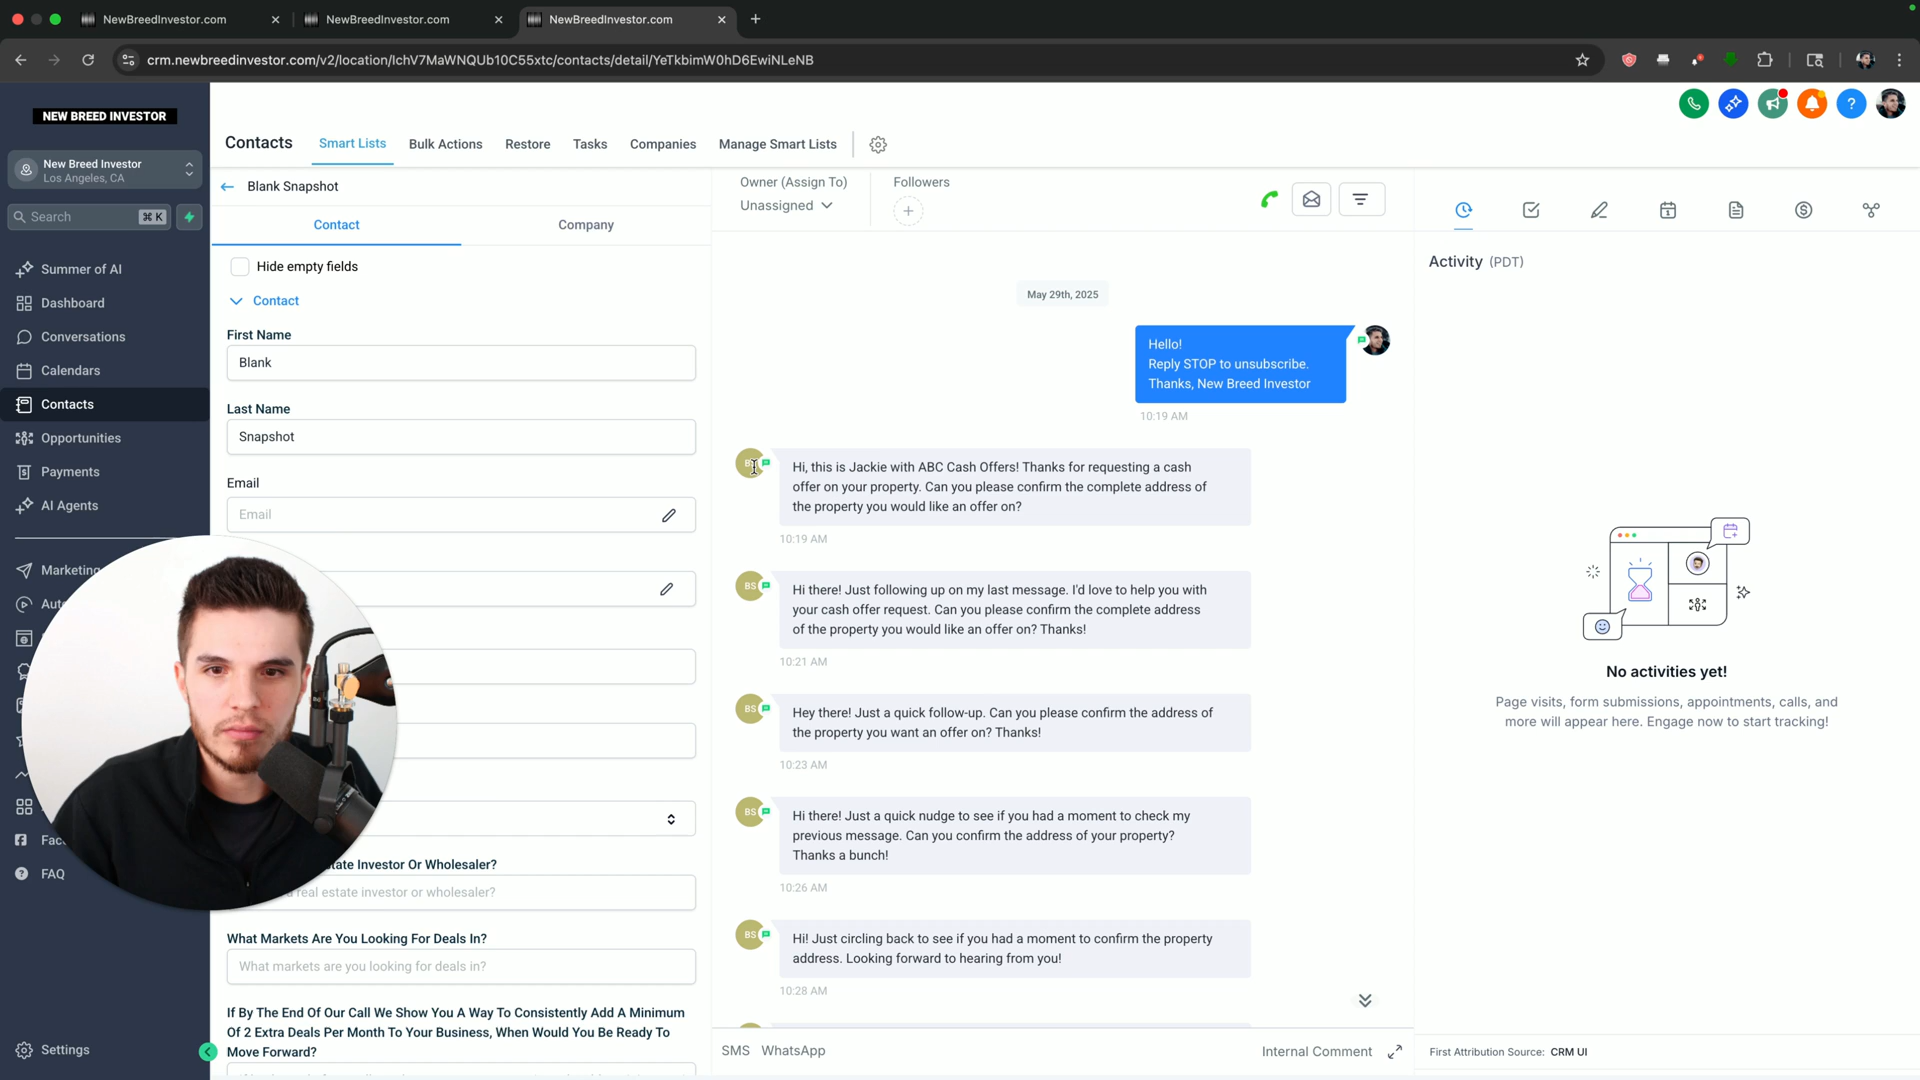 NewBreedInvestor.com
NewBreedInvestor.com
NewBreedInvestor.com
crm.newbreedinvestor.com/v2/location/lchV7MaWNQUb10C55xtc/contacts/detail/YeTkbimW0hD6EwiNLeNB
NEW BREED INVESTOR
New Breed Investor
Los Angeles, CA
Search
⌘ K
Summer of AI
Dashboard
Conversations
Calendars
Contacts
Opportunities
Payments
AI Agents
Marketing
FAQ
Settings
Contacts
Smart Lists
Bulk Actions
Restore
Tasks
Companies
Manage Smart Lists
Blank Snapshot
Contact
Company
Hide empty fields
Contact
First Name
Blank
Last Name
Snapshot
Email
Email
Investor Or Wholesaler?
real estate investor or wholesaler?
What Markets Are You Looking For Deals In?
What markets are you looking for deals in?
If By The End Of Our Call We Show You A Way To Consistently Add A Minimum
Of 2 Extra Deals Per Month To Your Business, When Would You Be Ready To
Move Forward?
Owner (Assign To)
Unassigned
Followers
May 29th, 2025
Hello!
Reply STOP to unsubscribe.
Thanks, New Breed Investor
10:19 AM
Hi, this is Jackie with ABC Cash Offers! Thanks for requesting a cash
offer on your property. Can you please confirm the complete address of
the property you would like an offer on?
10:19 AM
BS
Hi there! Just following up on my last message. I'd love to help you with
your cash offer request. Can you please confirm the complete address
of the property you would like an offer on? Thanks!
10:21 AM
BS
Hey there! Just a quick follow-up. Can you please confirm the address of
the property you want an offer on? Thanks!
10:23 AM
BS
Hi there! Just a quick nudge to see if you had a moment to check my
previous message. Can you confirm the address of your property?
Thanks a bunch!
10:26 AM
BS
Hi! Just circling back to see if you had a moment to confirm the property
address. Looking forward to hearing from you!
10:28 AM
SMS
WhatsApp
Internal Comment
Activity (PDT)
No activities yet!
Page visits, form submissions, appointments, calls, and
more will appear here. Engage now to start tracking!
First Attribution Source: CRM UI